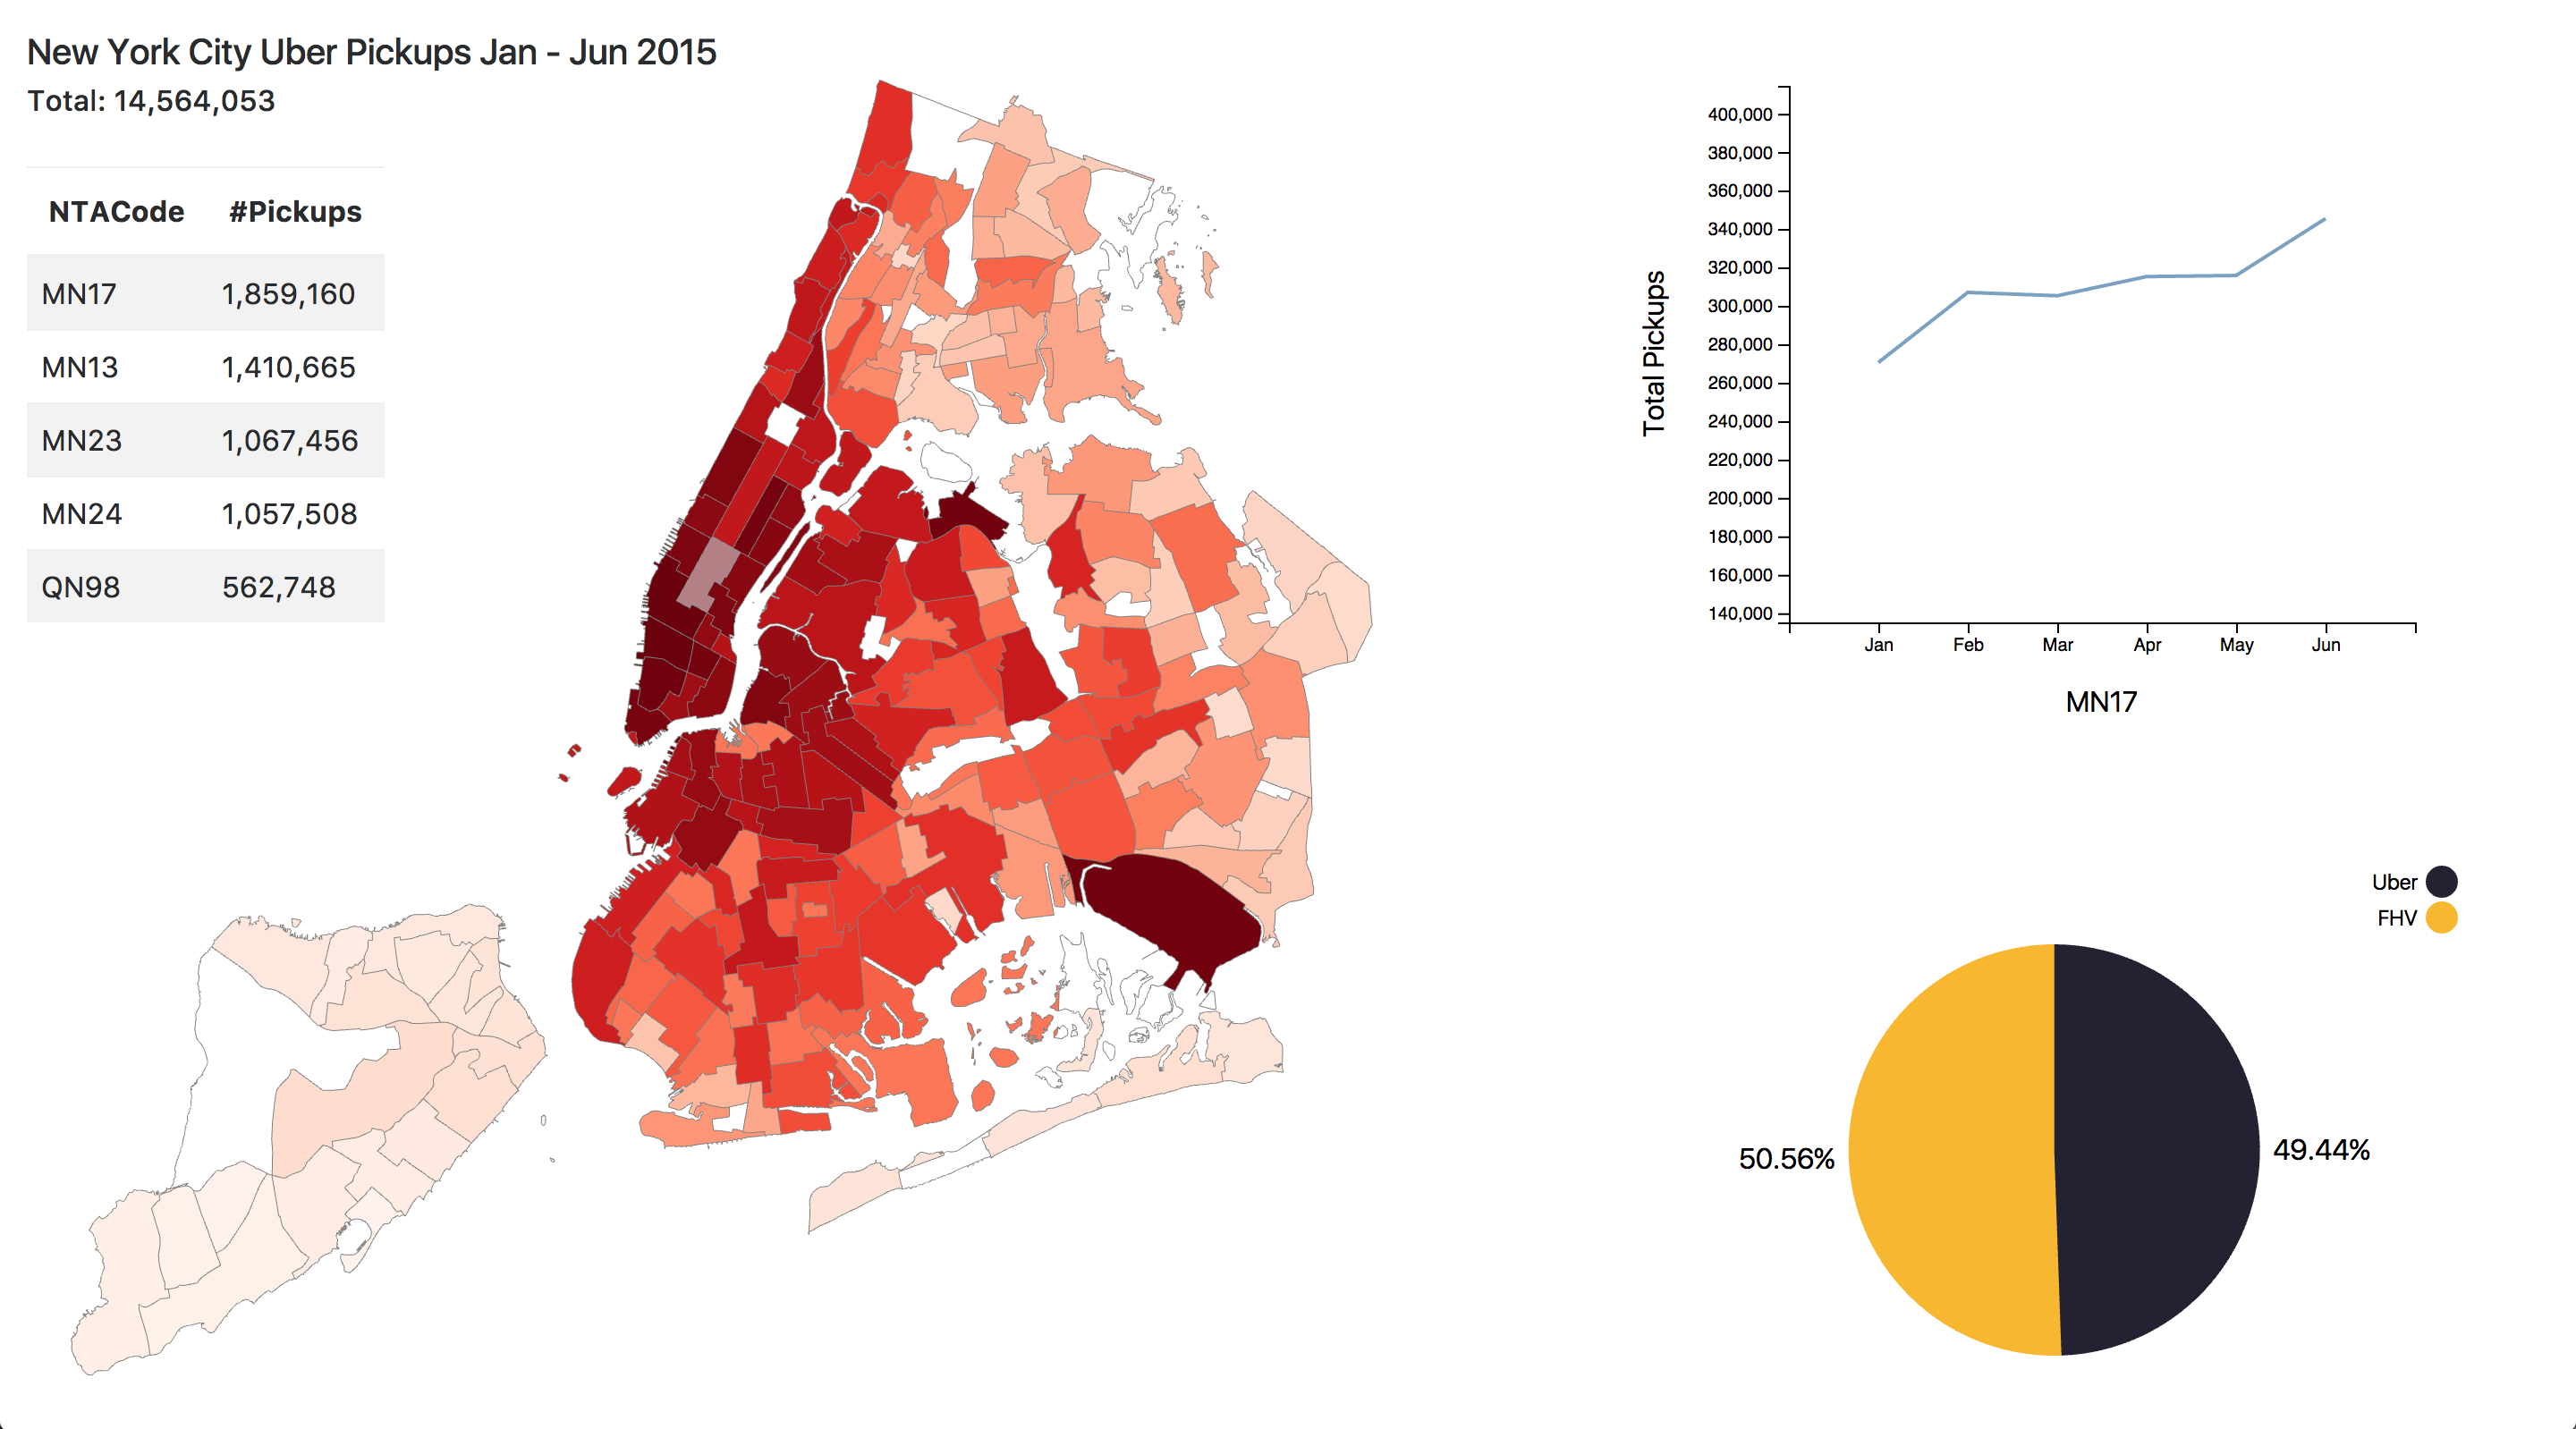 New York City Uber Pickups Jan - Jun 2015
Total: 14,564,053
NTACode #Pickups
MN17 1,859,160
MN13 1,410,665
MN23 1,067,456
MN24 1,057,508
QN98 562,748
Total Pickups
400,000
380,000
360,000
340,000
320,000
300,000
280,000
260,000
240,000
220,000
200,000
180,000
160,000
140,000
Jan Feb Mar Apr May Jun
MN17
Uber
FHV
50.56% 49.44%